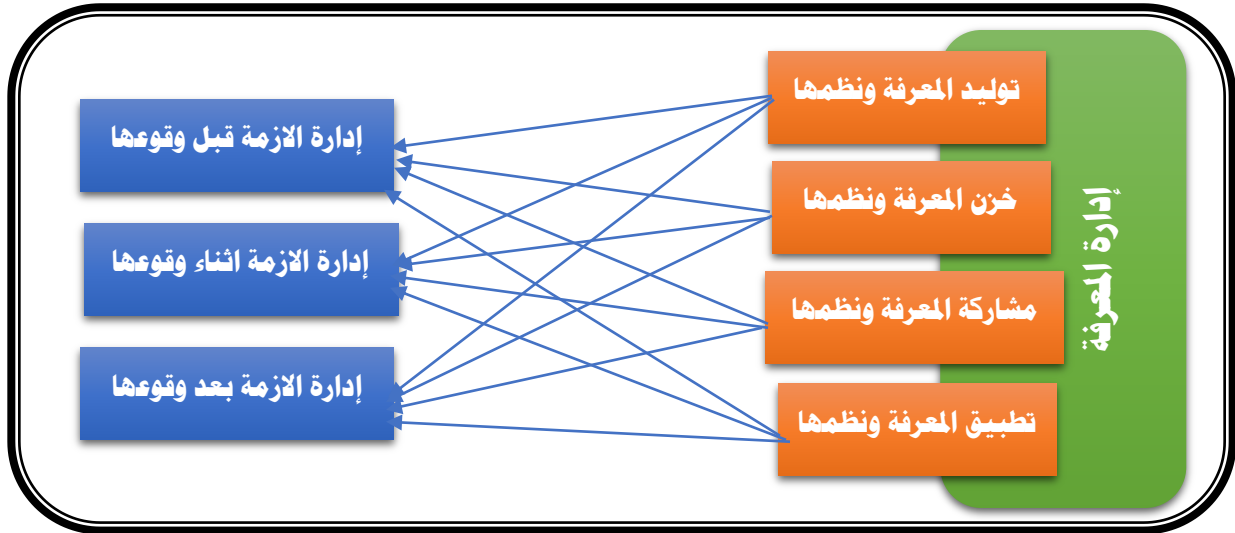 إدارة المعرفة
توليد المعرفة ونظمها
خزن المعرفة ونظمها
مشاركة المعرفة ونظمها
تطبيق المعرفة ونظمها
إدارة الازمة قبل وقوعها
إدارة الازمة اثناء وقوعها
إدارة الازمة بعد وقوعها